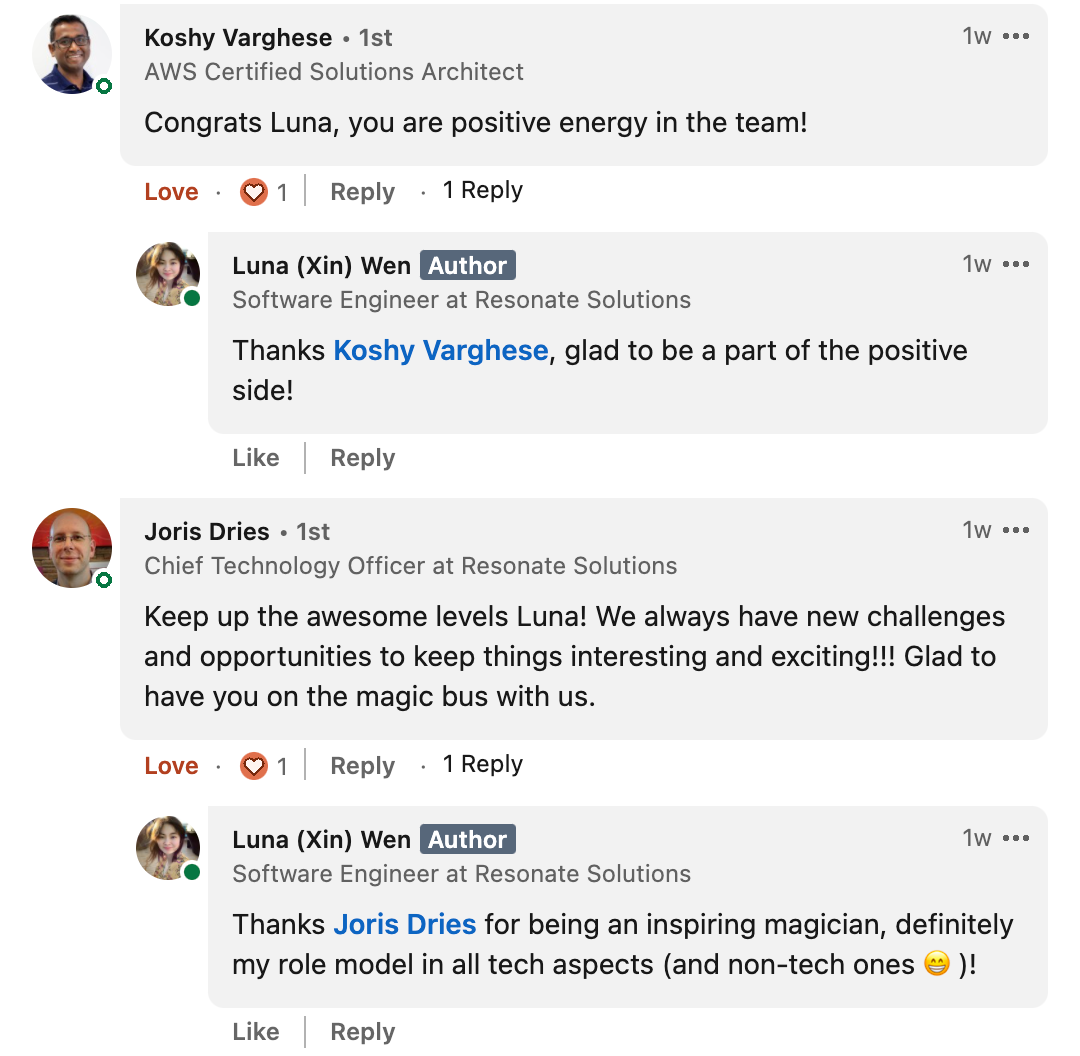 Koshy Varghese • 1st
1w •••
AWS Certified Solutions Architect
Congrats Luna, you are positive energy in the team!
Love · 1 | Reply · 1 Reply
Luna (Xin) Wen Author
1w •••
Software Engineer at Resonate Solutions
Thanks Koshy Varghese, glad to be a part of the positive
side!
Like | Reply
Joris Dries • 1st
1w •••
Chief Technology Officer at Resonate Solutions
Keep up the awesome levels Luna! We always have new challenges
and opportunities to keep things interesting and exciting!!! Glad to
have you on the magic bus with us.
Love · 1 | Reply · 1 Reply
Luna (Xin) Wen Author
1w •••
Software Engineer at Resonate Solutions
Thanks Joris Dries for being an inspiring magician, definitely
my role model in all tech aspects (and non-tech ones 😁 )!
Like | Reply